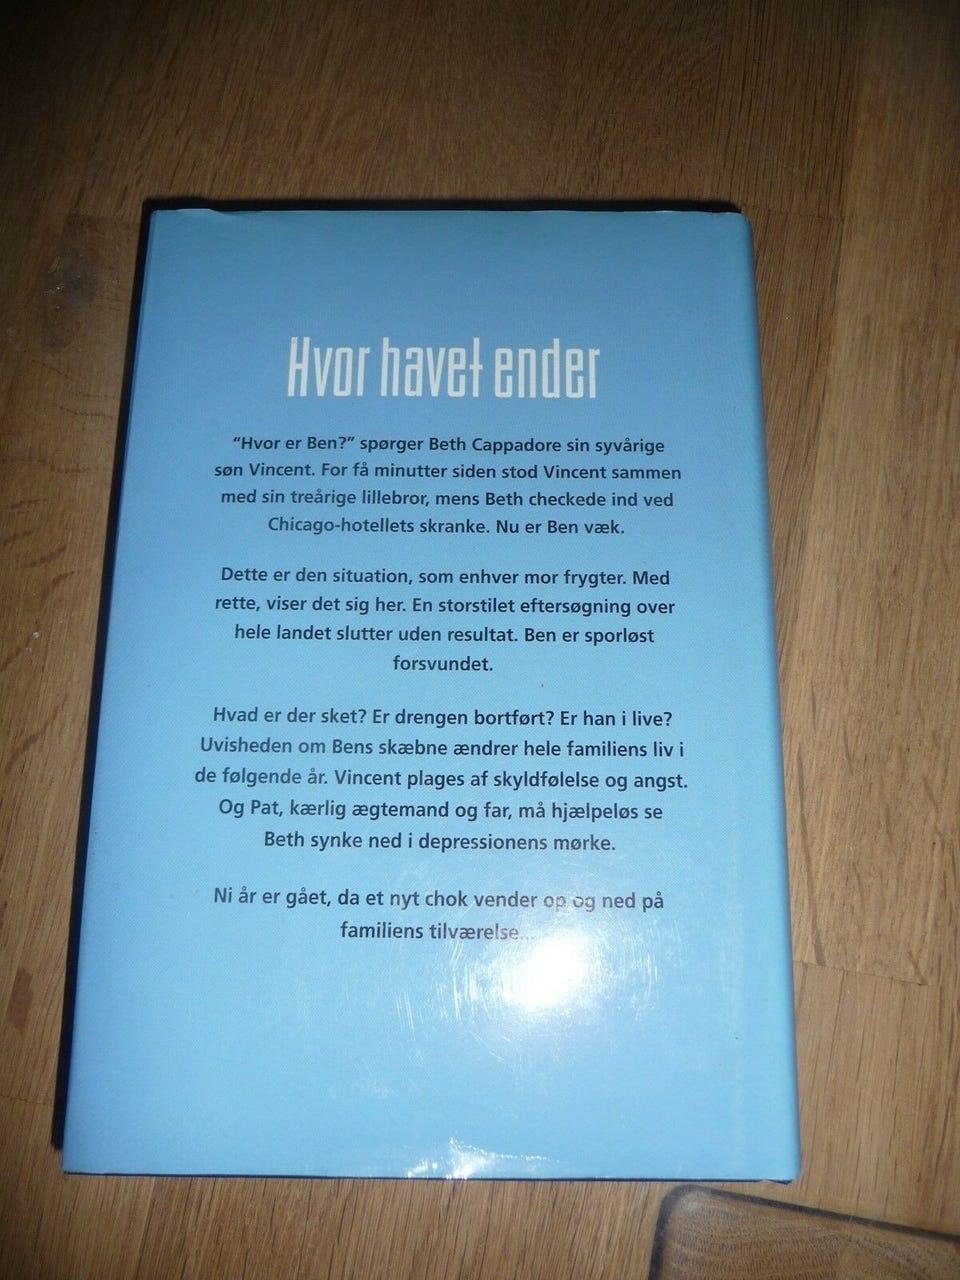 Hvor havet ender
“Hvor er Ben?” spørger Beth Cappadore sin syvårige
søn Vincent. For få minutter siden stod Vincent sammen
med sin treårige lillebror, mens Beth checkede ind ved
Chicago-hotellets skranke. Nu er Ben væk.
Dette er den situation, som enhver mor frygter. Med
rette, viser det sig her. En storstilet eftersøgning over
hele landet slutter uden resultat. Ben er sporløst
forsvundet.
Hvad er der sket? Er drengen bortført? Er han i live?
Uvisheden om Bens skæbne ændrer hele familiens liv i
de følgende år. Vincent plages af skyldfølelse og angst.
Og Pat, kærlig ægtemand og far, må hjælpeløs se
Beth synke ned i depressionens mørke.
Ni år er gået, da et nyt chok vender op og ned på
familiens tilværelse...